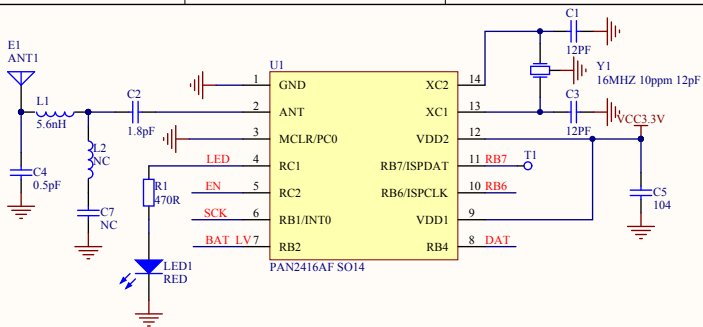 E1
ANT1
L1
5.6nH
C2
1.8pF
L2
NC
C4
0.5pF
C7
NC
U1
1 GND
2 ANT
3 MCLR/PC0
LED 4 RC1
EN 5 RC2
SCK 6 RB1/INT0
BAT_LV 7 RB2
XC2 14
XC1 13
VDD2 12
RB7/ISPDAT 11 RB7
RB6/ISPCLK 10 RB6
VDD1 9
RB4 8 DAT
PAN2416AF SO14
R1
470R
LED1
RED
C1
12PF
Y1
16MHZ 10ppm 12pF
C3
12PF
VCC3.3V
T1
C5
104